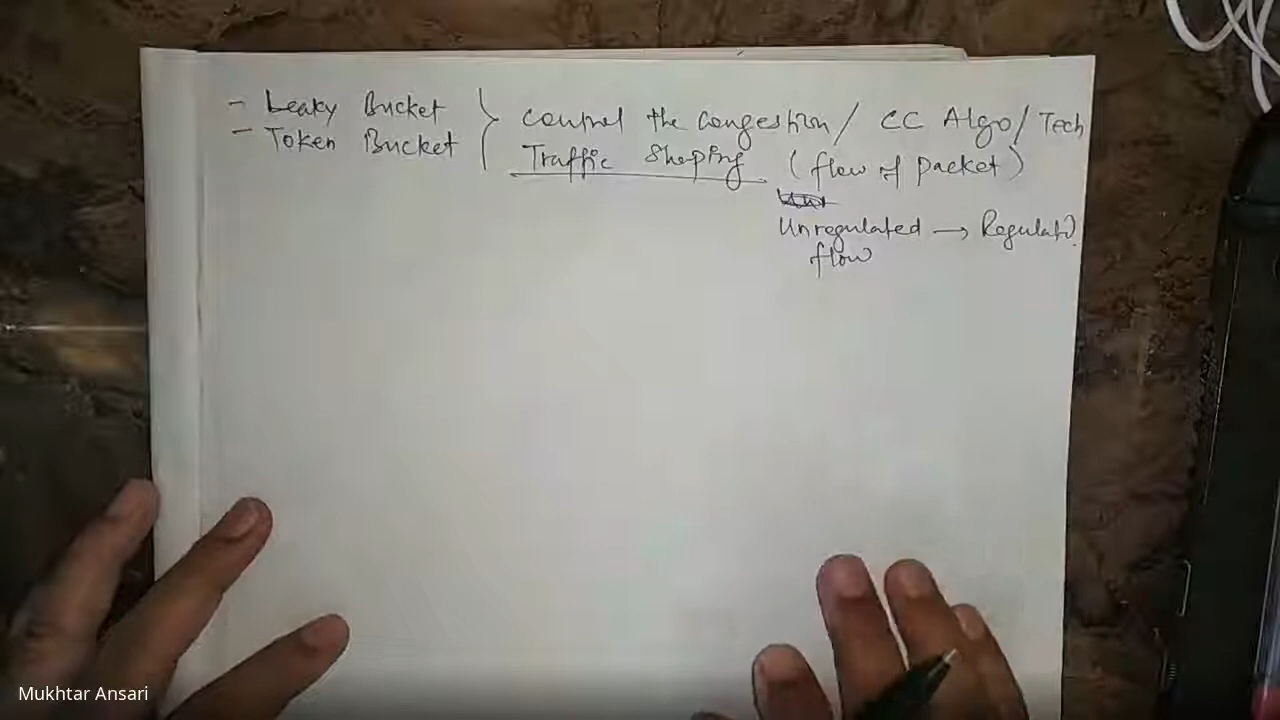 - Leaky Bucket
- Token Bucket
Control the Congestion / CC Algo / Tech
Traffic Shaping (flow of packet)
Unregulated → Regulated
flow
Mukhtar Ansari